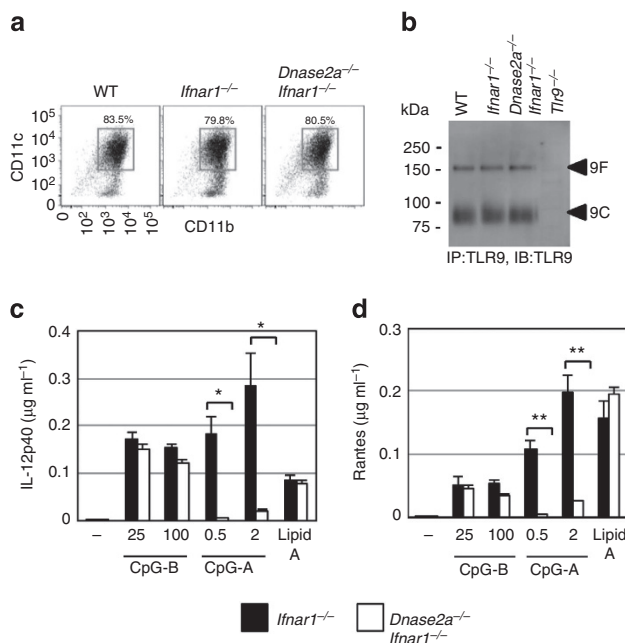 a
WT
Ifnar1–/–
Dnase2a–/–
Ifnar1–/–
83.5%
79.8%
80.5%
CD11c
10⁵
10⁴
10³
10²
0
0 10² 10³ 10⁴ 10⁵
CD11b
b
kDa
WT
Ifnar1–/–
Dnase2a–/–
Ifnar1–/–
Tlr9–/–
250
150
100
75
9F
9C
IP:TLR9, IB:TLR9
c
IL-12p40 (μg ml⁻¹)
0.4
0.3
0.2
0.1
0
*
*
– 25 100 0.5 2 Lipid A
CpG-B CpG-A
d
Rantes (μg ml⁻¹)
0.3
0.2
0.1
0
**
**
– 25 100 0.5 2 Lipid A
CpG-B CpG-A
Ifnar1–/–
Dnase2a–/–
Ifnar1–/–